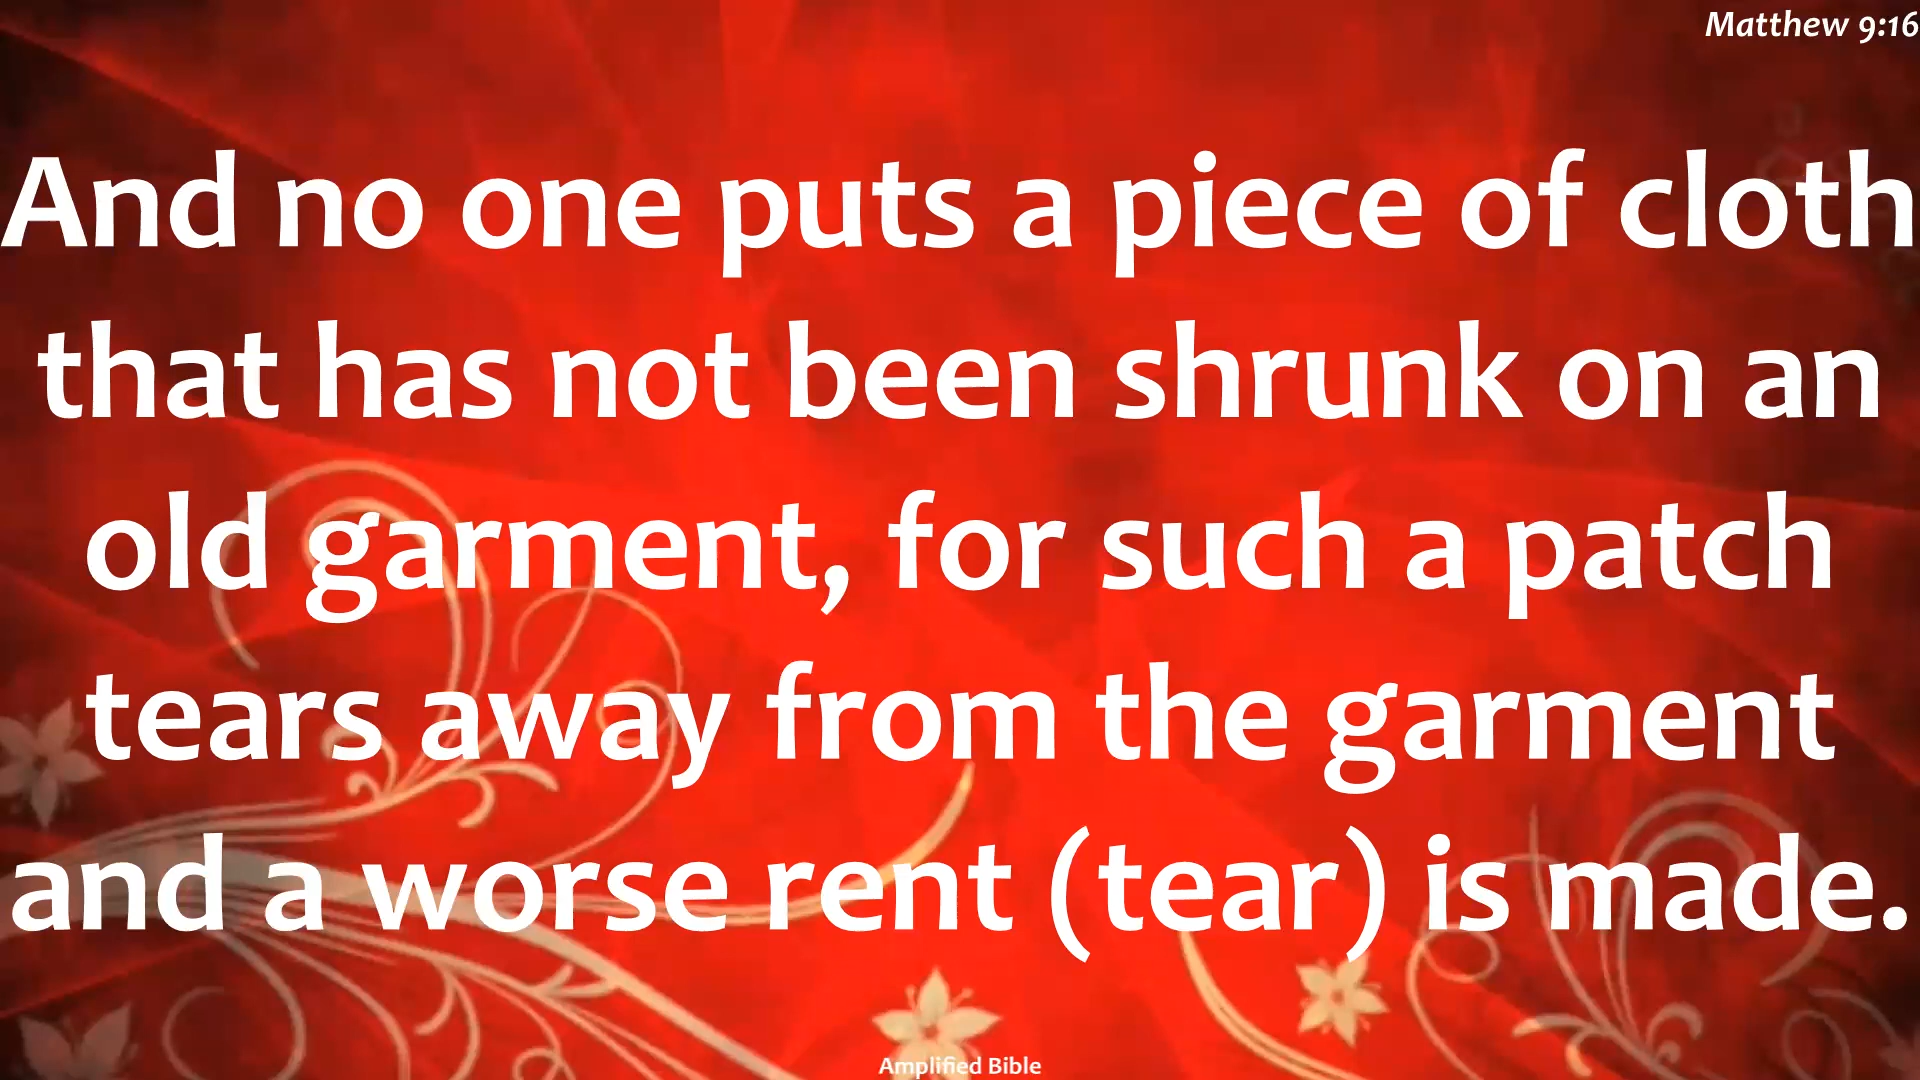 Matthew 9:16
And no one puts a piece of cloth
that has not been shrunk on an
old garment, for such a patch
tears away from the garment
and a worse rent (tear) is made.
Amplified Bible